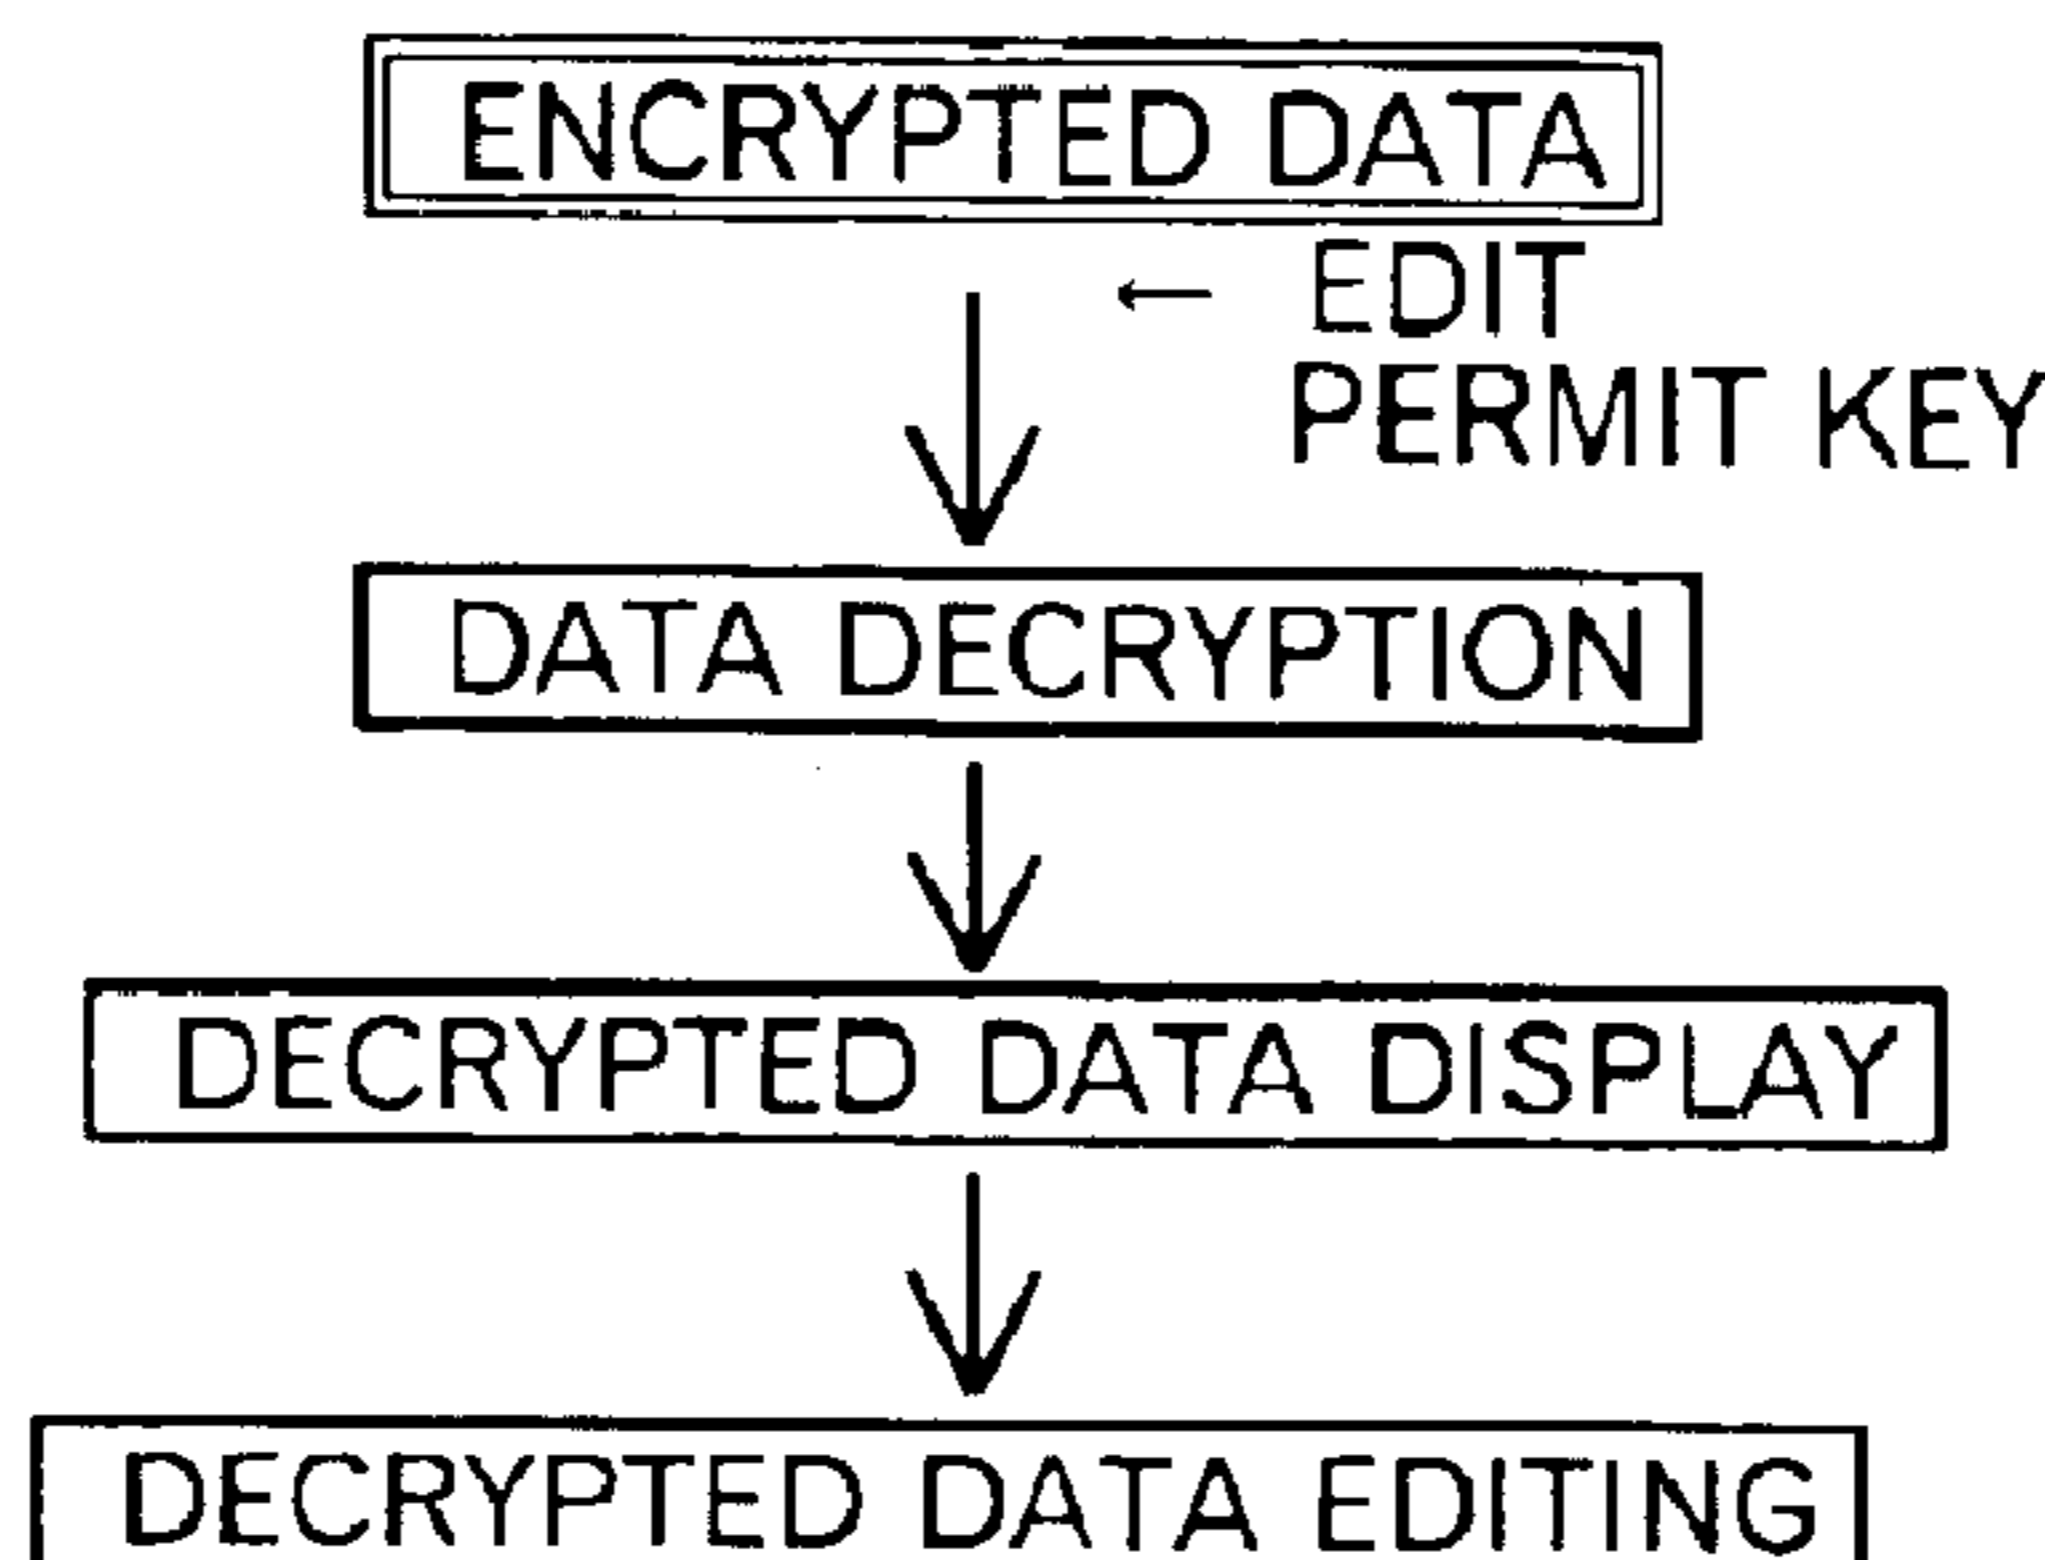 ENCRYPTED DATA
← EDIT
PERMIT KEY
DATA DECRYPTION
DECRYPTED DATA DISPLAY
DECRYPTED DATA EDITING